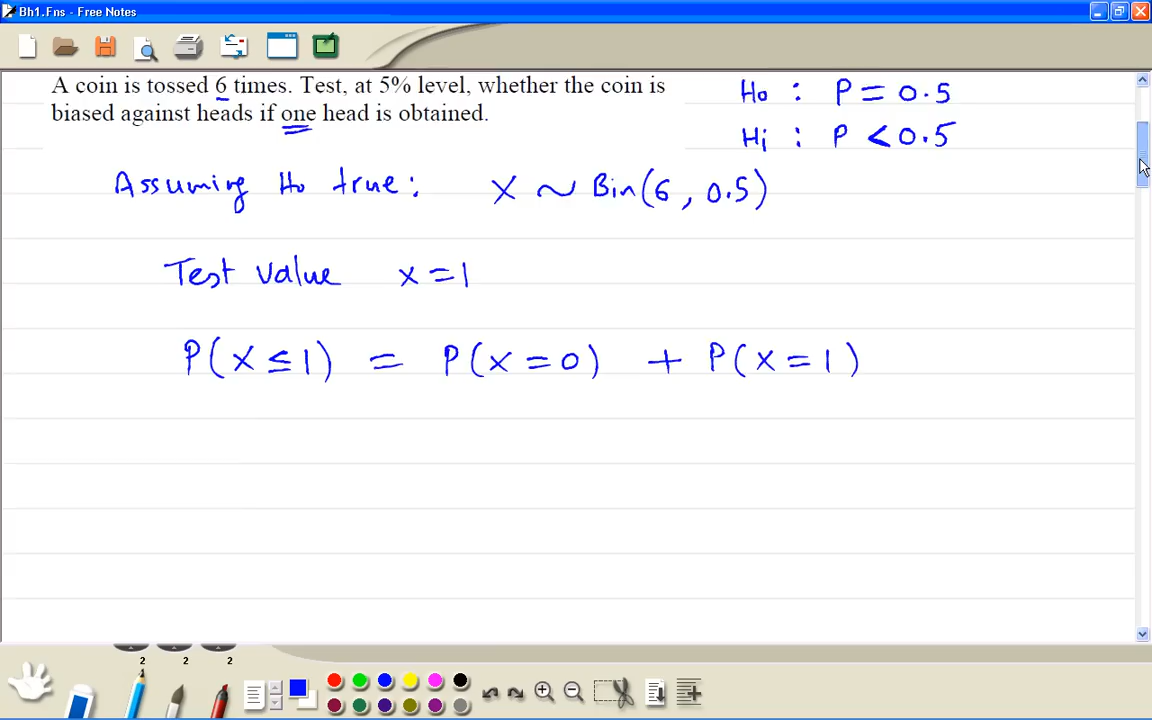 Bh1.Fns - Free Notes
A coin is tossed 6 times. Test, at 5% level, whether the coin is
biased against heads if one head is obtained.
Ho : P = 0.5
Hi : P < 0.5
Assuming Ho true: X ~ Bin(6, 0.5)
Test value x = 1
P(X ≤ 1) = P(X = 0) + P(X = 1)
2 2 2